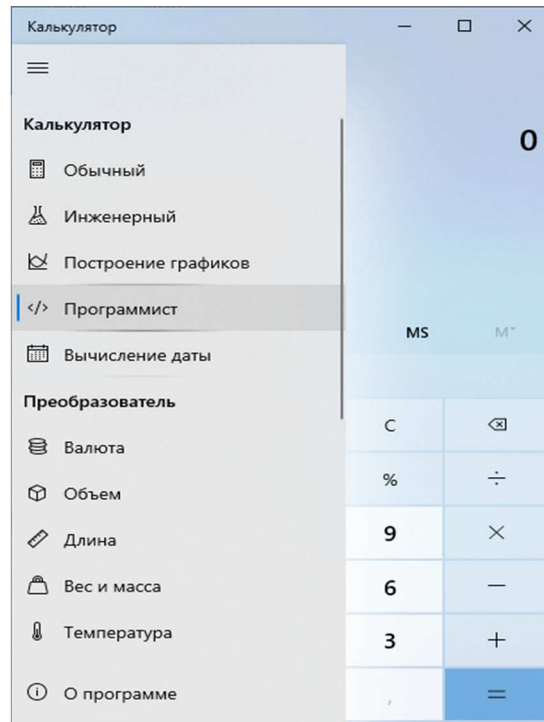 Калькулятор
0
Калькулятор
Обычный
Инженерный
Построение графиков
</> Программист
Вычисление даты
MS M˅
Преобразователь
Валюта
Объем
Длина
Вес и масса
Температура
О программе
C
% ÷
9 ×
6 −
3 +
, =